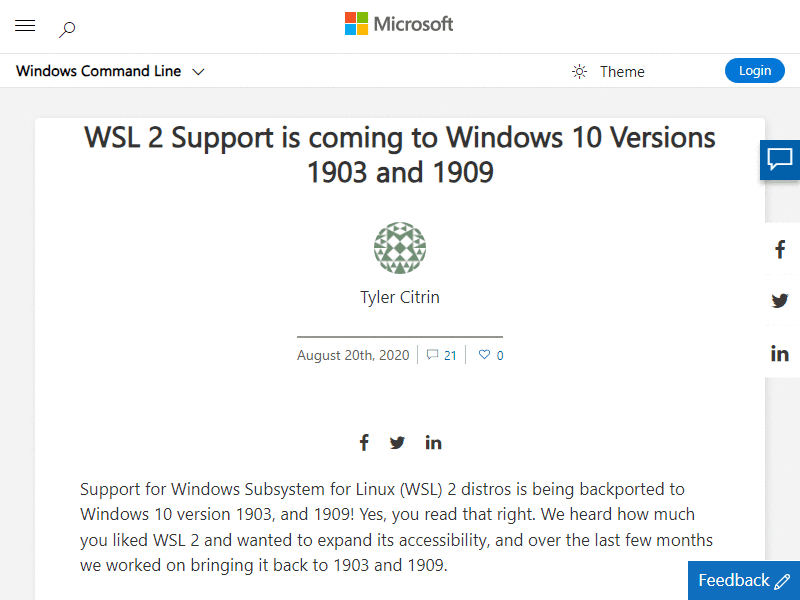 Microsoft
Windows Command Line
Theme
Login
WSL 2 Support is coming to Windows 10 Versions
1903 and 1909
Tyler Citrin
August 20th, 2020
21
0
Support for Windows Subsystem for Linux (WSL) 2 distros is being backported to
Windows 10 version 1903, and 1909! Yes, you read that right. We heard how much
you liked WSL 2 and wanted to expand its accessibility, and over the last few months
we worked on bringing it back to 1903 and 1909.
Feedback